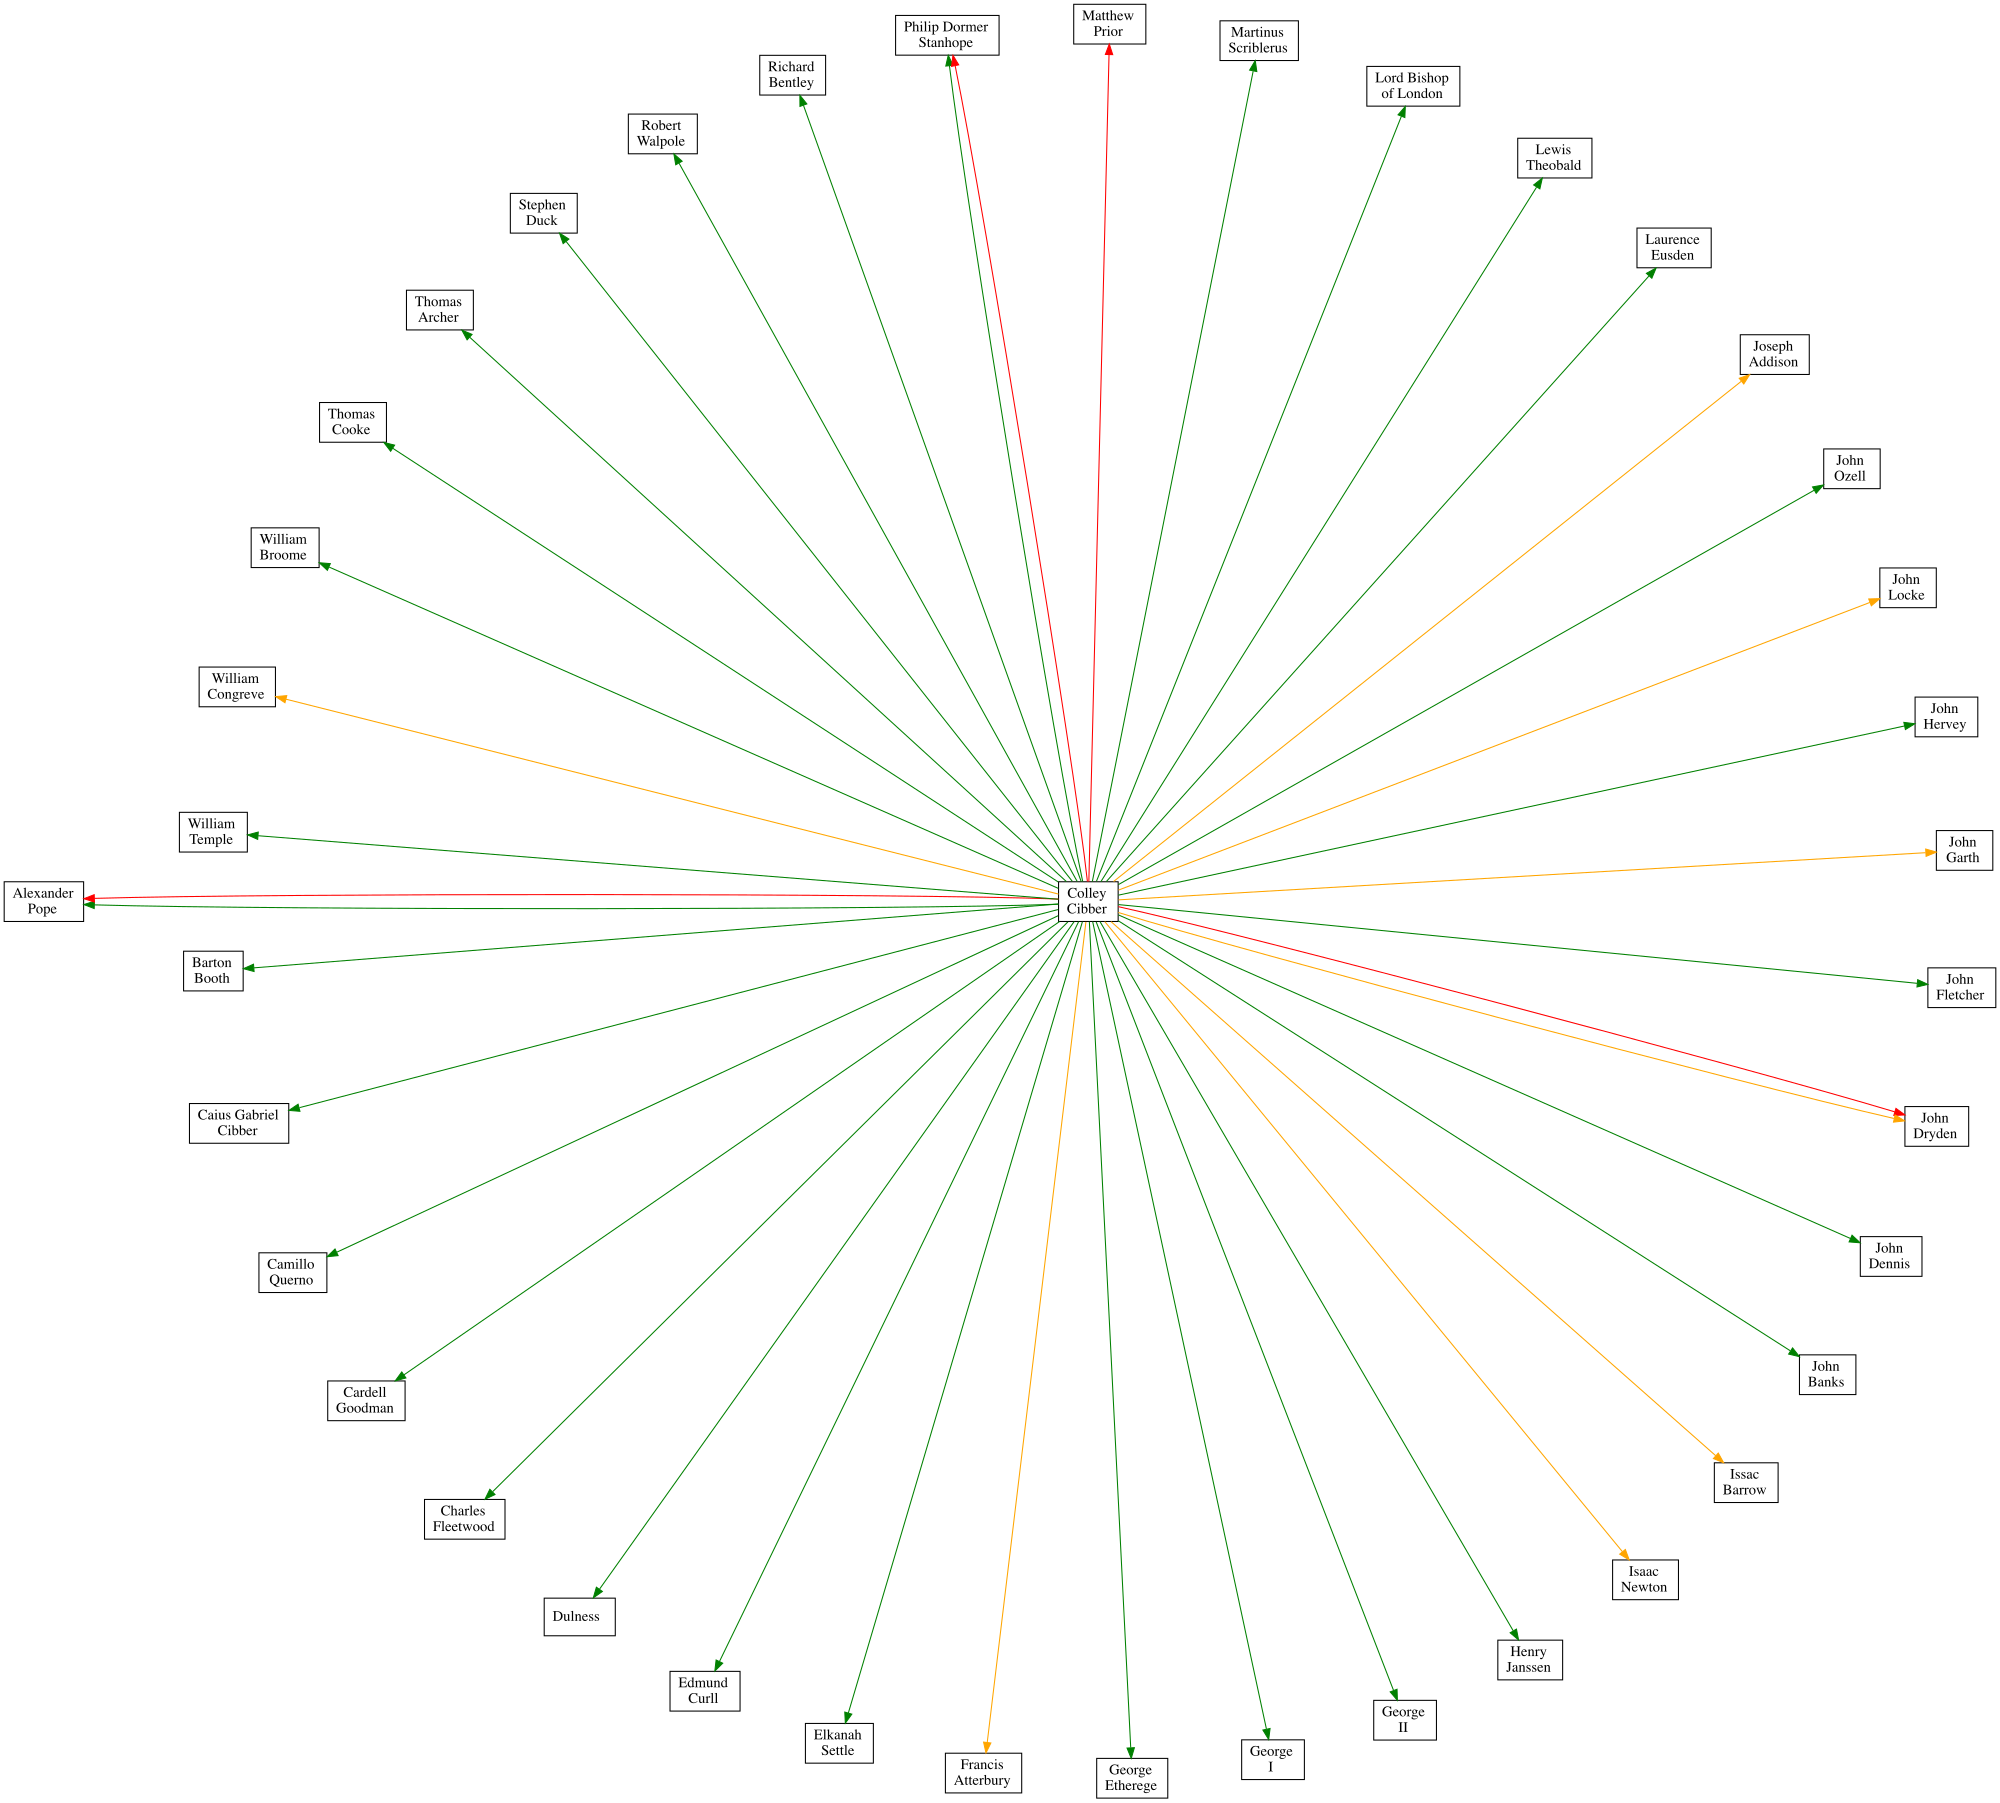 Matthew
Prior
Philip Dormer
Stanhope
Martinus
Scriblerus
Richard
Bentley
Lord Bishop
of London
Robert
Walpole
Lewis
Theobald
Stephen
Duck
Laurence
Eusden
Thomas
Archer
Joseph
Addison
Thomas
Cooke
John
Ozell
William
Broome
John
Locke
William
Congreve
John
Hervey
William
Temple
John
Garth
Alexander
Pope
Colley
Cibber
Barton
Booth
John
Fletcher
Caius Gabriel
Cibber
John
Dryden
Camillo
Querno
John
Dennis
Cardell
Goodman
John
Banks
Charles
Fleetwood
Issac
Barrow
Dulness
Isaac
Newton
Edmund
Curll
Henry
Janssen
Elkanah
Settle
George
II
Francis
Atterbury
George
Etherege
George
I